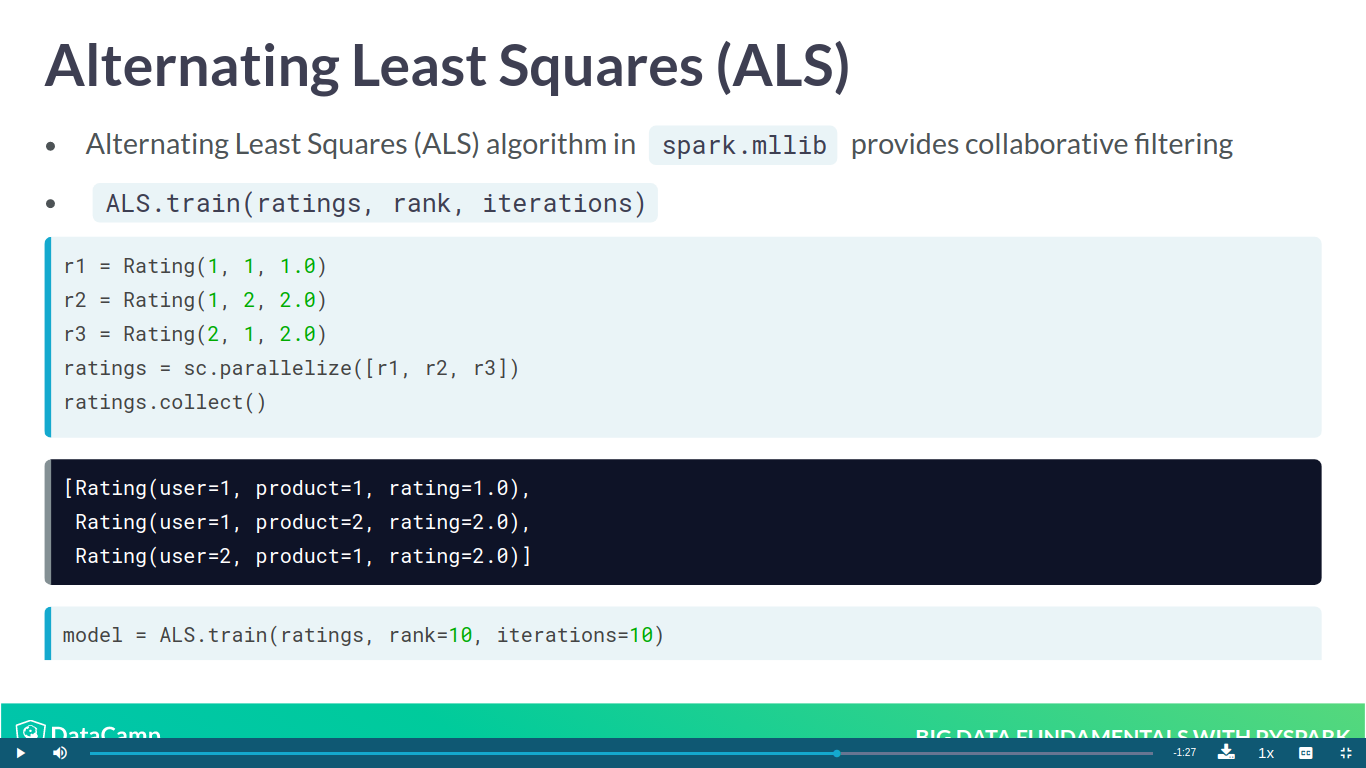 Alternating Least Squares (ALS)
• Alternating Least Squares (ALS) algorithm in spark.mllib provides collaborative filtering
• ALS.train(ratings, rank, iterations)
r1 = Rating(1, 1, 1.0)
r2 = Rating(1, 2, 2.0)
r3 = Rating(2, 1, 2.0)
ratings = sc.parallelize([r1, r2, r3])
ratings.collect()
[Rating(user=1, product=1, rating=1.0),
 Rating(user=1, product=2, rating=2.0),
 Rating(user=2, product=1, rating=2.0)]
model = ALS.train(ratings, rank=10, iterations=10)
DataCamp
BIG DATA FUNDAMENTALS WITH PYSPARK
-1:27
1x
CC